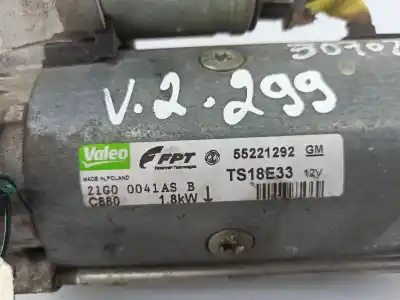 V.2.299
Valeo FPT 55221292 GM
MADE IN POLAND TS18E33 12V
21G0 0041AS B
C880 1.8kW